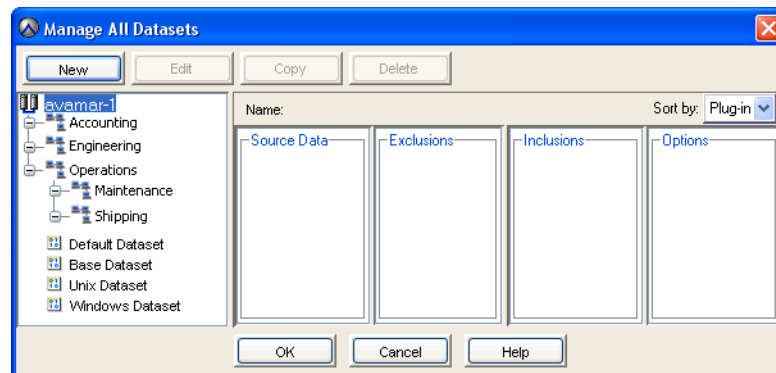 Manage All Datasets
New Edit Copy Delete
avamar-1
Accounting
Engineering
Operations
Maintenance
Shipping
Default Dataset
Base Dataset
Unix Dataset
Windows Dataset
Name: Sort by: Plug-in
Source Data Exclusions Inclusions Options
OK Cancel Help